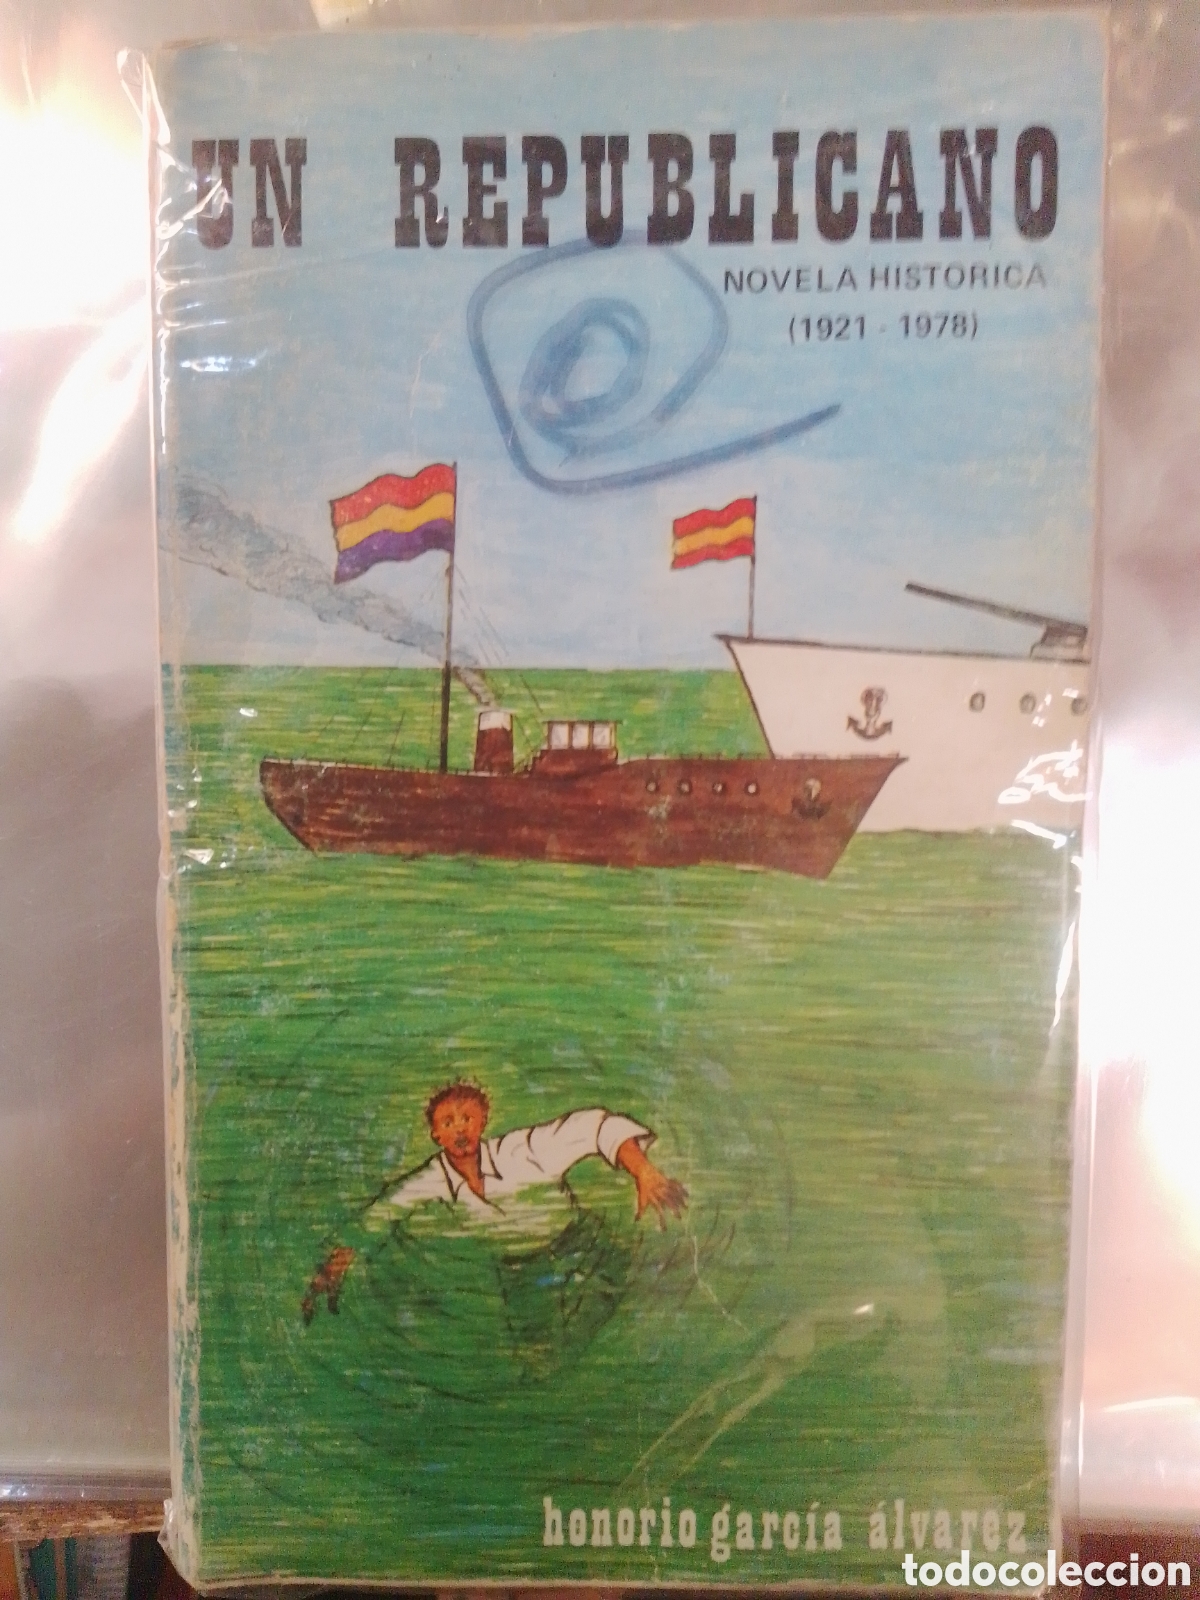 UN REPUBLICANO
NOVELA HISTORICA
(1921 - 1978)
honorio garcía álvarez
todocoleccion